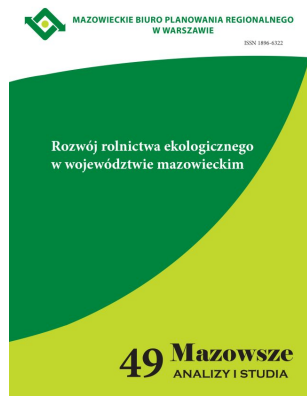 MAZOWIECKIE BIURO PLANOWANIA REGIONALNEGO
W WARSZAWIE
ISSN 1896-6322
Rozwój rolnictwa ekologicznego
w województwie mazowieckim
49 Mazowsze
ANALIZY I STUDIA